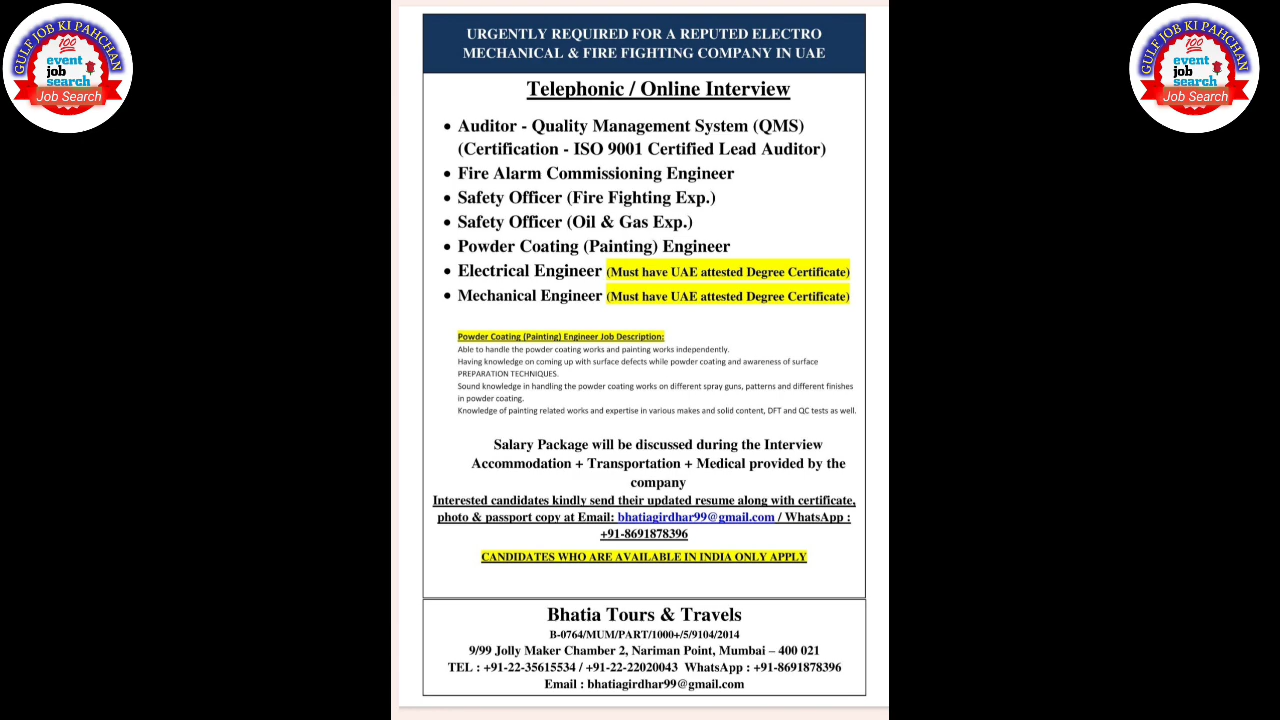 GULF JOB KI PAHCHAN
100
event
job
search
Job Search
GULF JOB KI PAHCHAN
100
event
job
search
Job Search
URGENTLY REQUIRED FOR A REPUTED ELECTRO
MECHANICAL & FIRE FIGHTING COMPANY IN UAE
Telephonic / Online Interview
• Auditor - Quality Management System (QMS)
(Certification - ISO 9001 Certified Lead Auditor)
• Fire Alarm Commissioning Engineer
• Safety Officer (Fire Fighting Exp.)
• Safety Officer (Oil & Gas Exp.)
• Powder Coating (Painting) Engineer
• Electrical Engineer (Must have UAE attested Degree Certificate)
• Mechanical Engineer (Must have UAE attested Degree Certificate)
Powder Coating (Painting) Engineer Job Description:
Able to handle the powder coating works and painting works independently.
Having knowledge on coming up with surface defects while powder coating and awareness of surface
PREPARATION TECHNIQUES.
Sound knowledge in handling the powder coating works on different spray guns, patterns and different finishes
in powder coating.
Knowledge of painting related works and expertise in various makes and solid content, DFT and QC tests as well.
Salary Package will be discussed during the Interview
Accommodation + Transportation + Medical provided by the
company
Interested candidates kindly send their updated resume along with certificate,
photo & passport copy at Email: bhatiagirdhar99@gmail.com / WhatsApp :
+91-8691878396
CANDIDATES WHO ARE AVAILABLE IN INDIA ONLY APPLY
Bhatia Tours & Travels
B-0764/MUM/PART/1000+/5/9104/2014
9/99 Jolly Maker Chamber 2, Nariman Point, Mumbai – 400 021
TEL : +91-22-35615534 / +91-22-22020043 WhatsApp : +91-8691878396
Email : bhatiagirdhar99@gmail.com